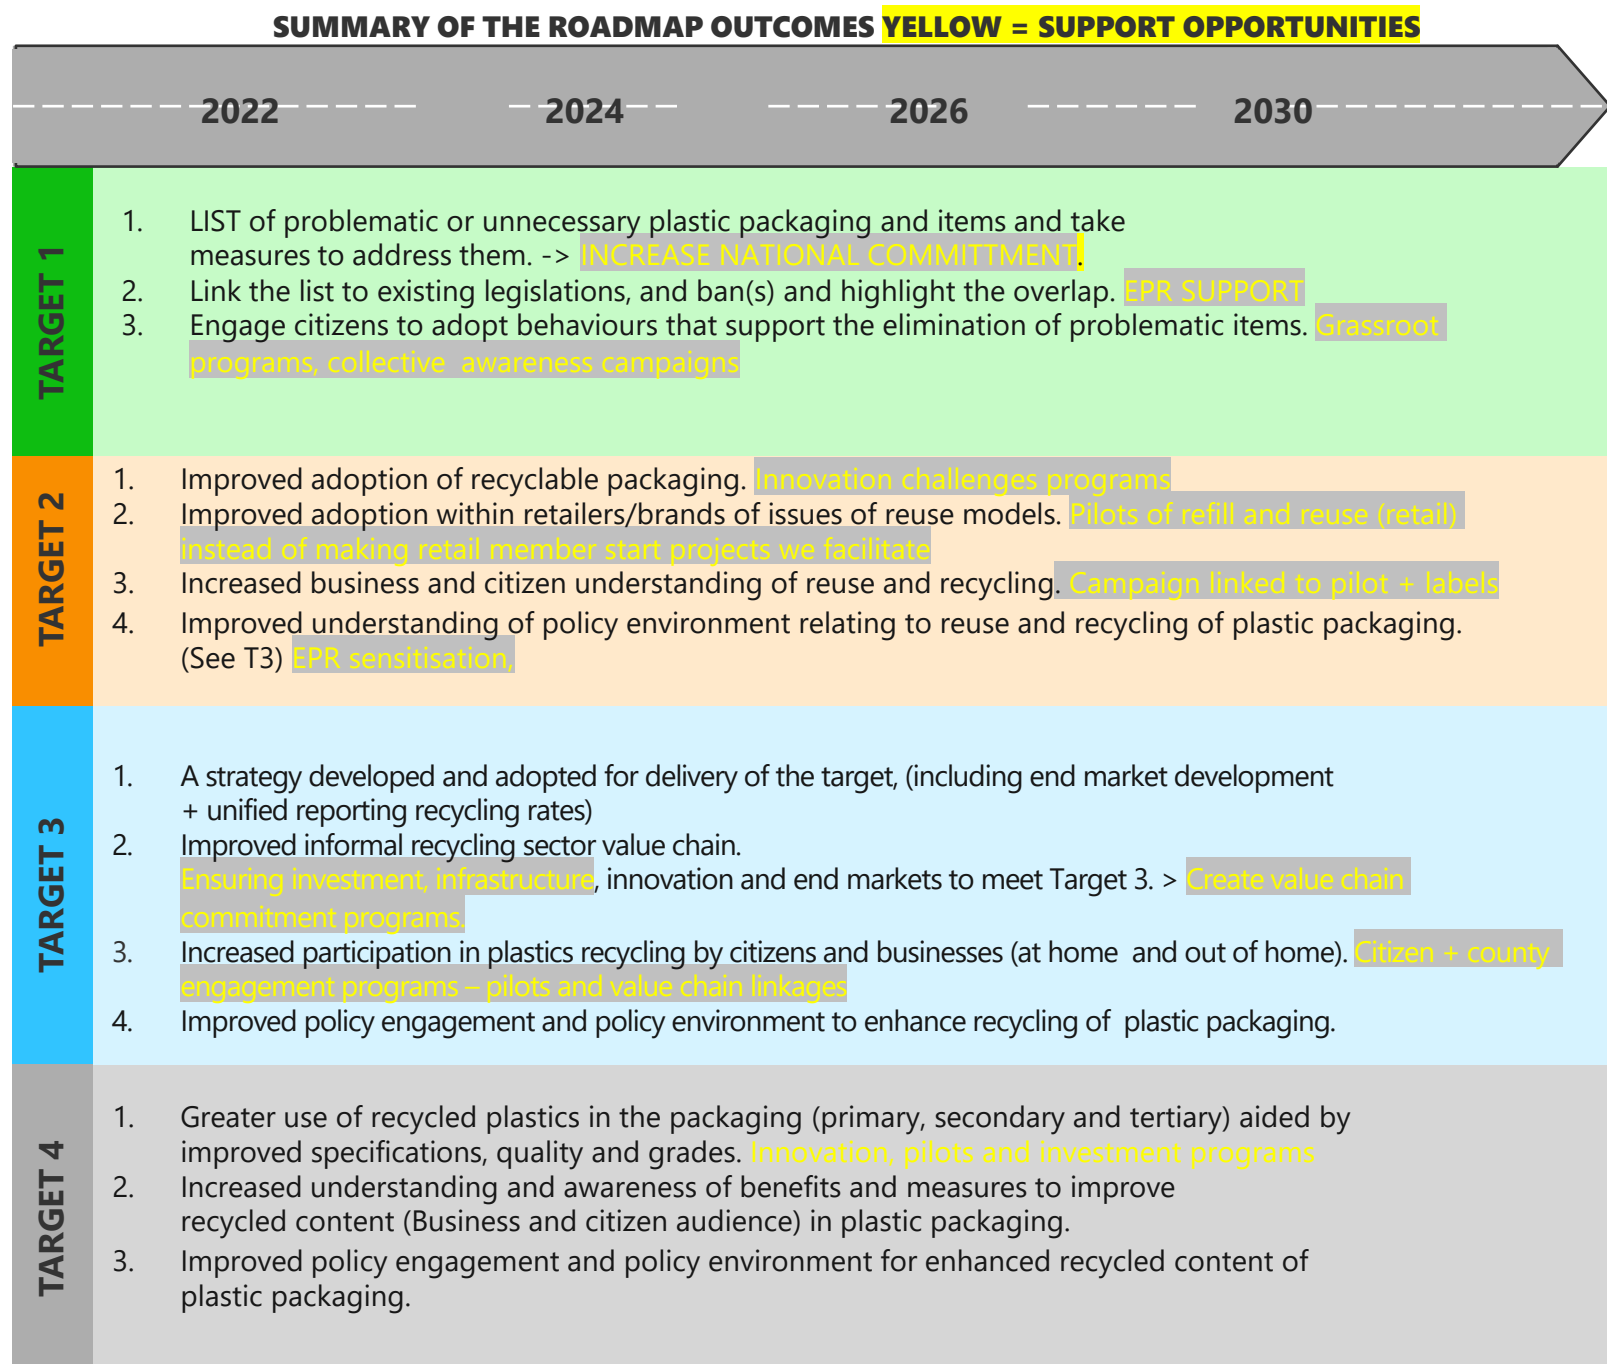 SUMMARY OF THE ROADMAP OUTCOMES YELLOW = SUPPORT OPPORTUNITIES
2022 2024 2026 2030
TARGET 1
1. LIST of problematic or unnecessary plastic packaging and items and take
measures to address them. -> INCREASE NATIONAL COMMITTMENT.
2. Link the list to existing legislations, and ban(s) and highlight the overlap. EPR SUPPORT
3. Engage citizens to adopt behaviours that support the elimination of problematic items. Grassroot
programs, collective awareness campaigns
TARGET 2
1. Improved adoption of recyclable packaging. Innovation challenges programs
2. Improved adoption within retailers/brands of issues of reuse models. Pilots of refill and reuse (retail)
instead of making retail member start projects we facilitate
3. Increased business and citizen understanding of reuse and recycling. Campaign linked to pilot + labels
4. Improved understanding of policy environment relating to reuse and recycling of plastic packaging.
(See T3) EPR sensitisation,
TARGET 3
1. A strategy developed and adopted for delivery of the target, (including end market development
+ unified reporting recycling rates)
2. Improved informal recycling sector value chain.
Ensuring investment, infrastructure, innovation and end markets to meet Target 3. > Create value chain
commitment programs.
3. Increased participation in plastics recycling by citizens and businesses (at home and out of home). Citizen + county
engagement programs – pilots and value chain linkages
4. Improved policy engagement and policy environment to enhance recycling of plastic packaging.
TARGET 4
1. Greater use of recycled plastics in the packaging (primary, secondary and tertiary) aided by
improved specifications, quality and grades. Innovation, pilots and investment programs
2. Increased understanding and awareness of benefits and measures to improve
recycled content (Business and citizen audience) in plastic packaging.
3. Improved policy engagement and policy environment for enhanced recycled content of
plastic packaging.